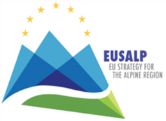 EUSALP
EU STRATEGY FOR
THE ALPINE REGION